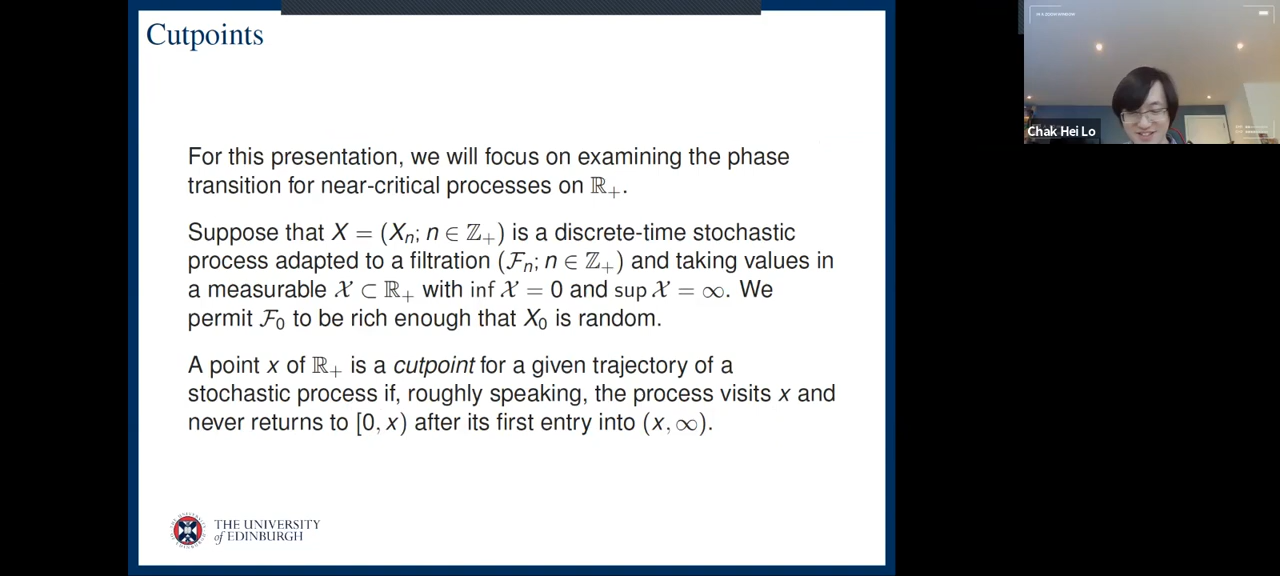 Cutpoints
For this presentation, we will focus on examining the phase
transition for near-critical processes on ℝ₊.
Suppose that X = (Xₙ; n ∈ ℤ₊) is a discrete-time stochastic
process adapted to a filtration (ℱₙ; n ∈ ℤ₊) and taking values in
a measurable 𝒳 ⊂ ℝ₊ with inf 𝒳 = 0 and sup 𝒳 = ∞. We
permit ℱ₀ to be rich enough that X₀ is random.
A point x of ℝ₊ is a cutpoint for a given trajectory of a
stochastic process if, roughly speaking, the process visits x and
never returns to [0, x) after its first entry into (x, ∞).
THE UNIVERSITY
of EDINBURGH
Chak Hei Lo